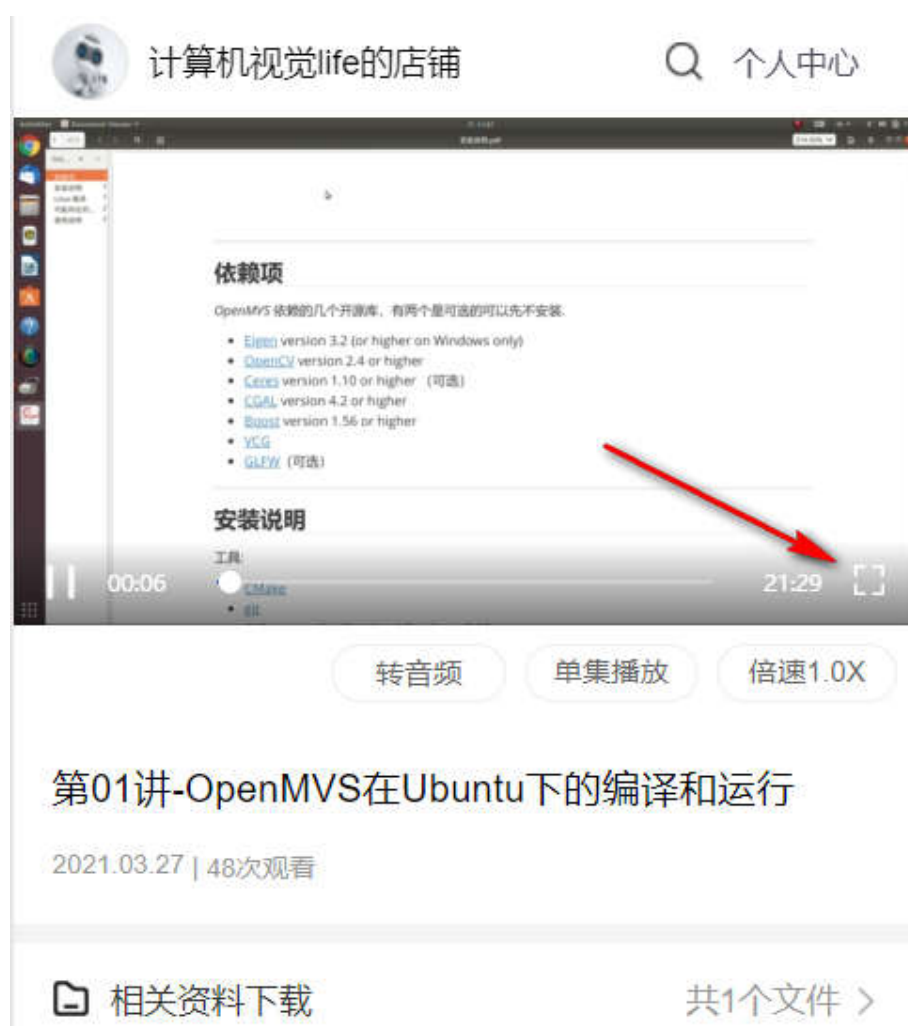 计算机视觉life的店铺
个人中心
依赖项
OpenMVS 依赖的几个开源库，有两个是可选的可以先不安装.
Eigen version 3.2 (or higher on Windows only)
OpenCV version 2.4 or higher
Ceres version 1.10 or higher （可选）
CGAL version 4.2 or higher
Boost version 1.56 or higher
VCG
GLFW（可选）
安装说明
工具
00:06
21:29
CMake
git
转音频
单集播放
倍速1.0X
第01讲-OpenMVS在Ubuntu下的编译和运行
2021.03.27 | 48次观看
相关资料下载
共1个文件